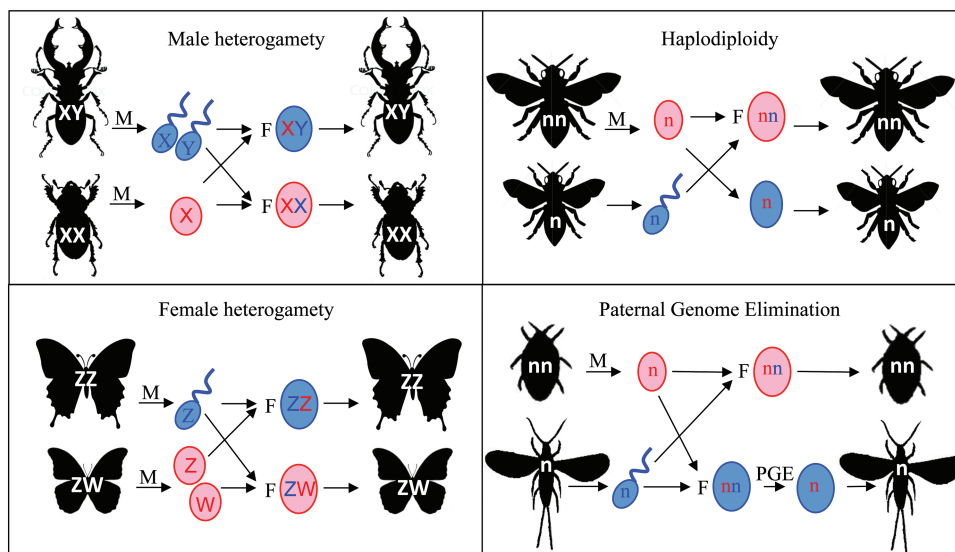 Male heterogamety
XY
M
X
Y
F
XY
XY
XX
M
X
F
XX
XX
Haplodiploidy
nn
M
n
F
nn
nn
n
n
n
n
Female heterogamety
ZZ
M
Z
F
ZZ
ZZ
ZW
M
Z
W
F
ZW
ZW
Paternal Genome Elimination
nn
M
n
F
nn
nn
n
n
F
nn
PGE
n
n